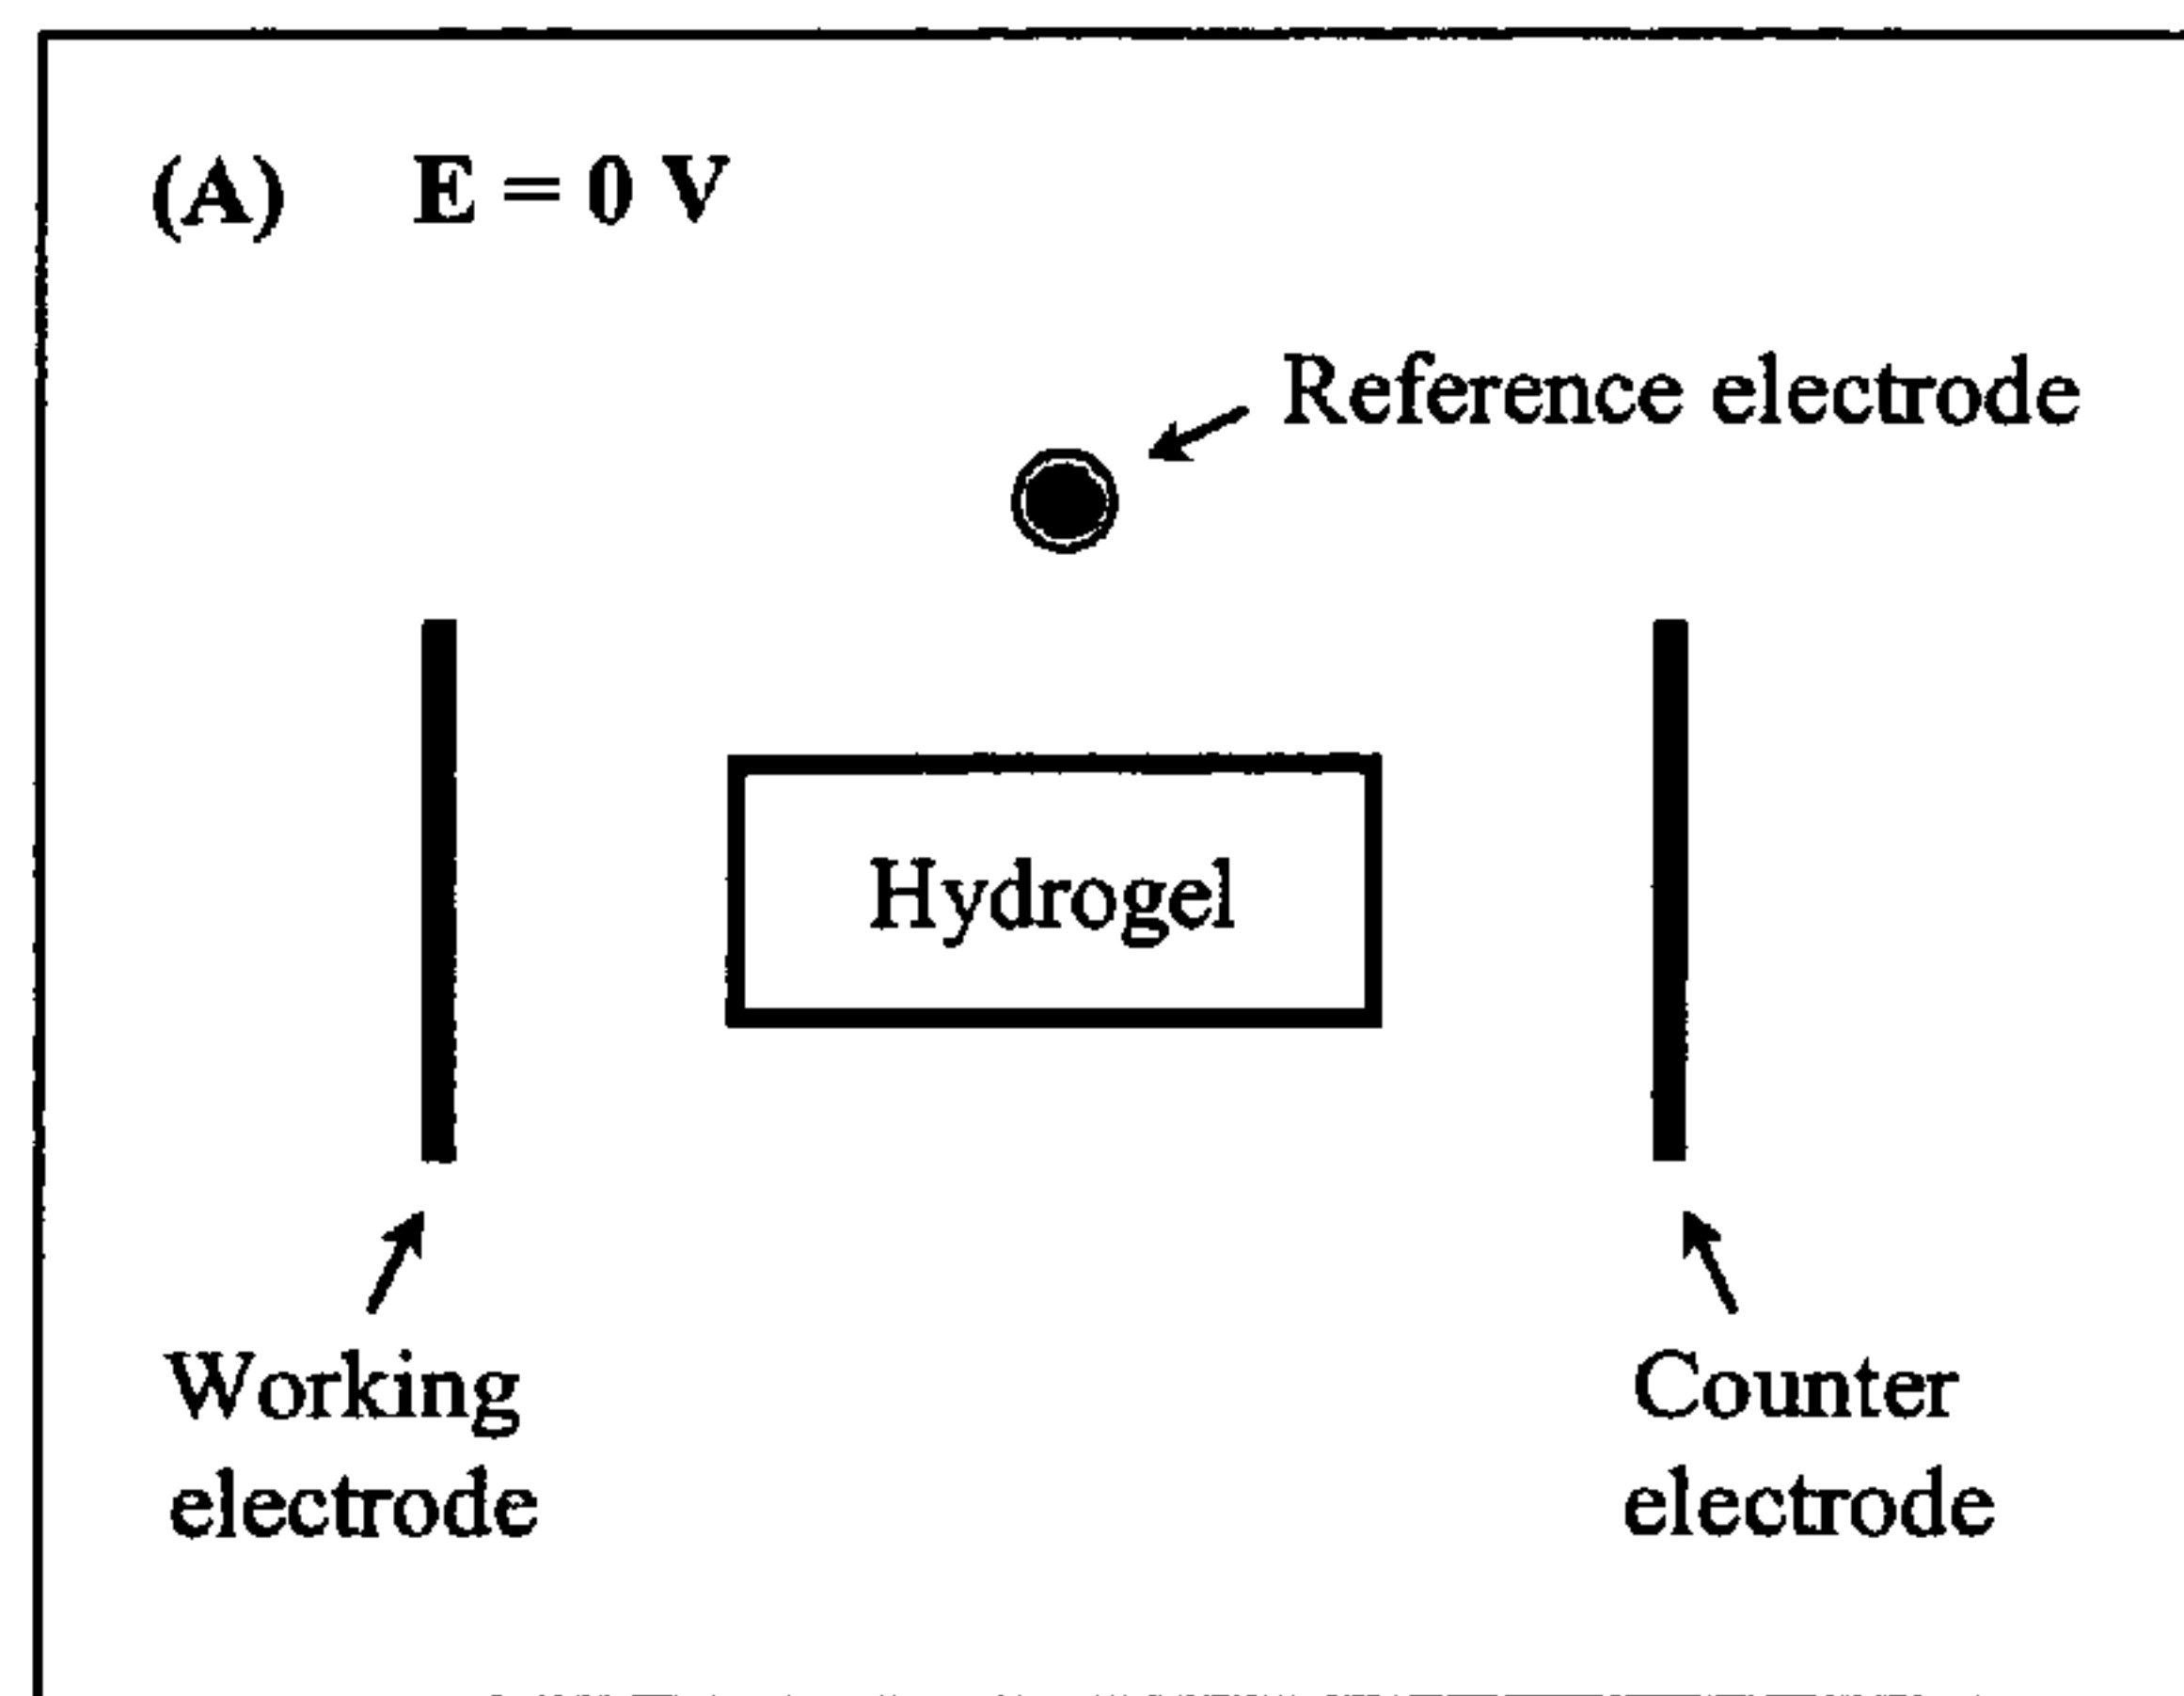 (A) E = 0 V
Reference electrode
Hydrogel
Working
electrode
Counter
electrode